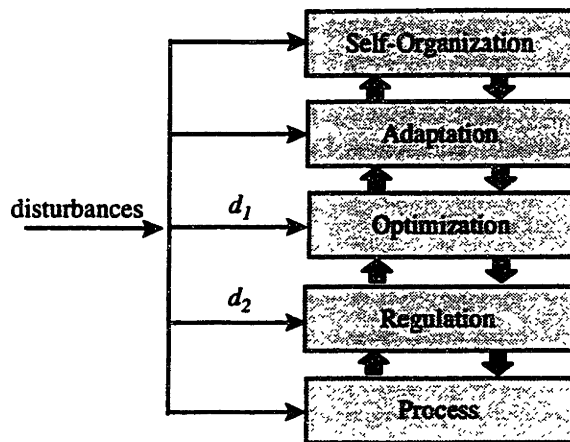 Self-Organization
Adaptation
disturbances
d1
Optimization
d2
Regulation
Process